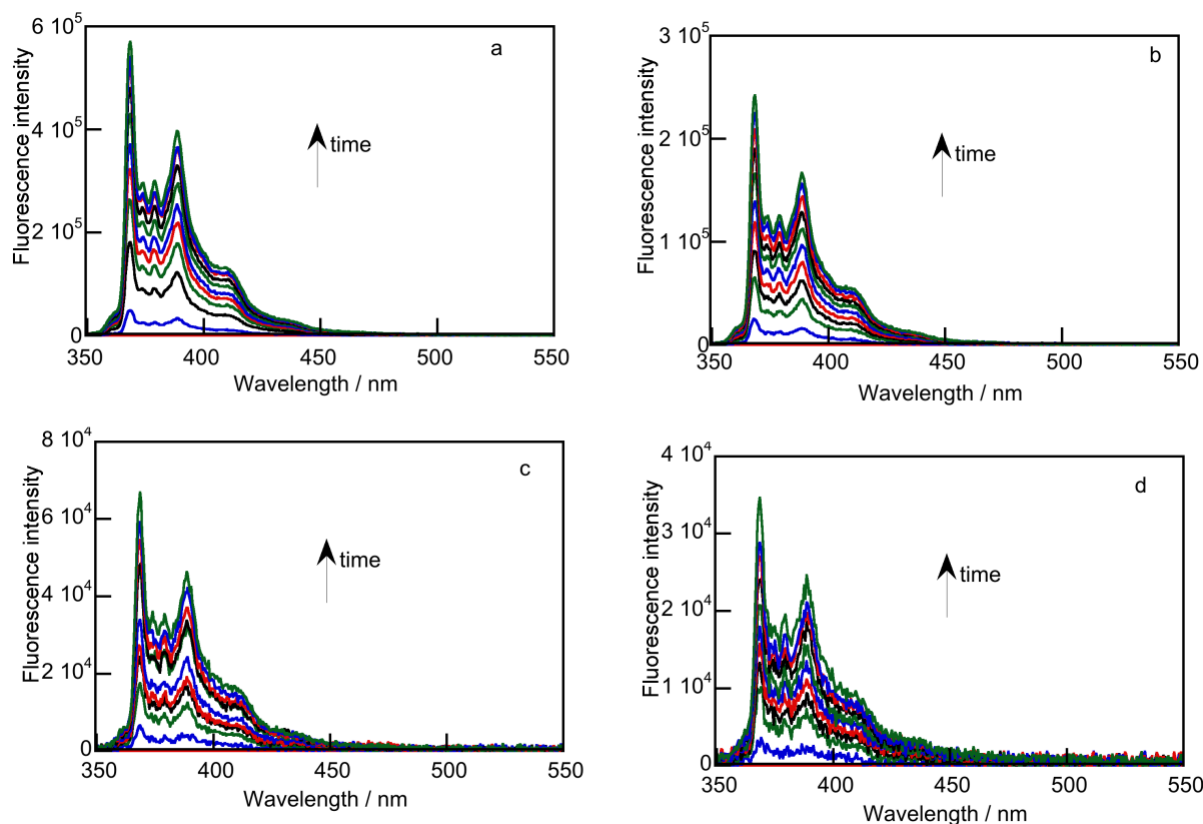 a
Fluorescence intensity
6 10⁵
4 10⁵
2 10⁵
0
time
350 400 450 500 550
Wavelength / nm
b
Fluorescence intensity
3 10⁵
2 10⁵
1 10⁵
0
time
350 400 450 500 550
Wavelength / nm
c
Fluorescence intensity
8 10⁴
6 10⁴
4 10⁴
2 10⁴
0
time
350 400 450 500 550
Wavelength / nm
d
Fluorescence intensity
4 10⁴
3 10⁴
2 10⁴
1 10⁴
0
time
350 400 450 500 550
Wavelength / nm